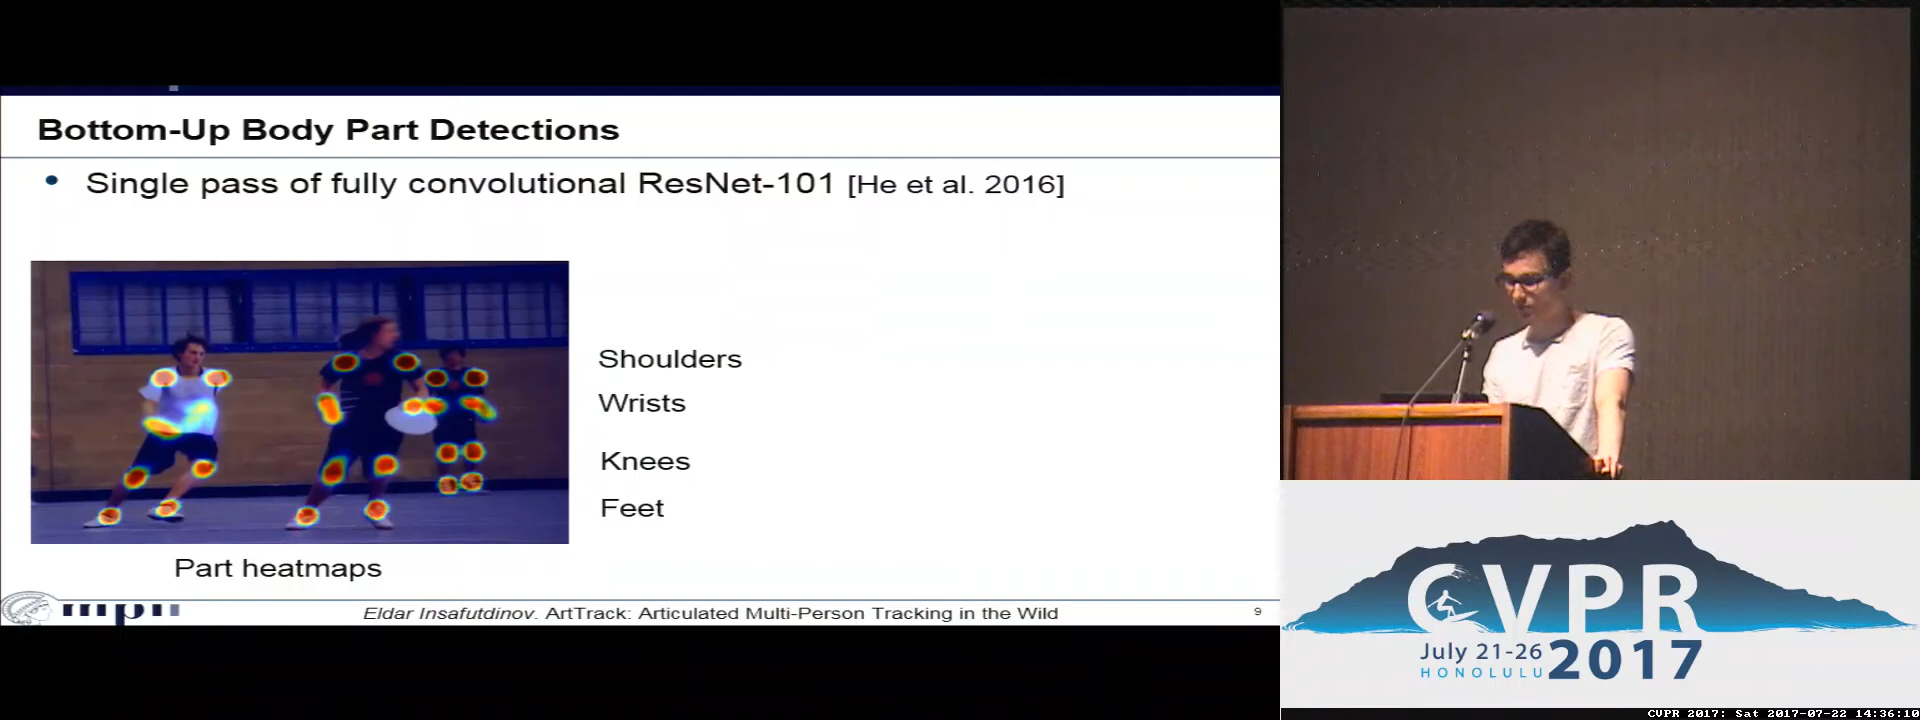 Bottom-Up Body Part Detections
• Single pass of fully convolutional ResNet-101 [He et al. 2016]
Shoulders
Wrists
Knees
Feet
Part heatmaps
Eldar Insafutdinov. ArtTrack: Articulated Multi-Person Tracking in the Wild
9
CVPR
July 21-26
HONOLULU
2017
CVPR 2017: Sat 2017-07-22 14:36:10